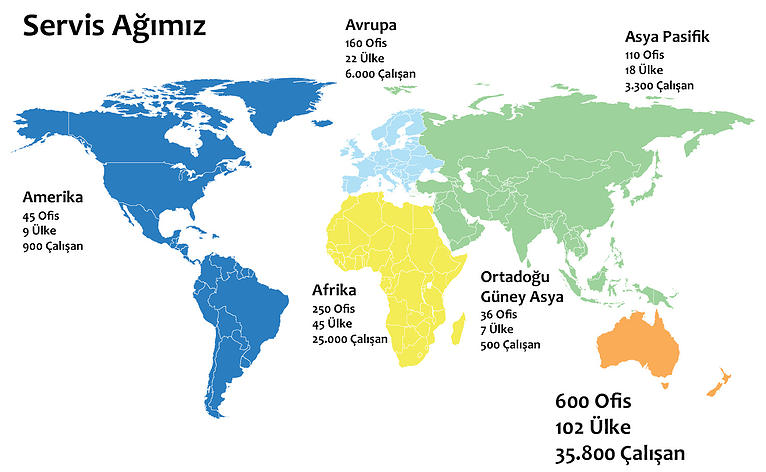 Servis Ağımız
Avrupa
160 Ofis
22 Ülke
6.000 Çalışan
Asya Pasifik
110 Ofis
18 Ülke
3.300 Çalışan
Amerika
45 Ofis
9 Ülke
900 Çalışan
Afrika
250 Ofis
45 Ülke
25.000 Çalışan
Ortadoğu
Güney Asya
36 Ofis
7 Ülke
500 Çalışan
600 Ofis
102 Ülke
35.800 Çalışan